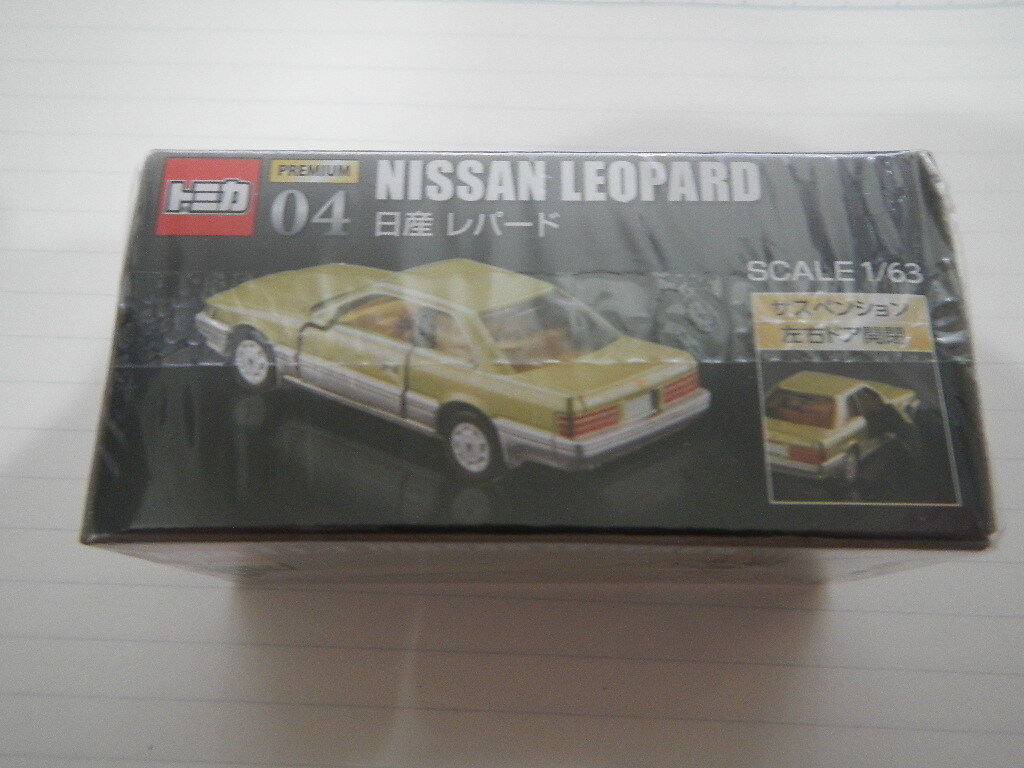 トミカ
PREMIUM
04
NISSAN LEOPARD
日産 レパード
SCALE 1/63
サスペンション
左右ドア開閉